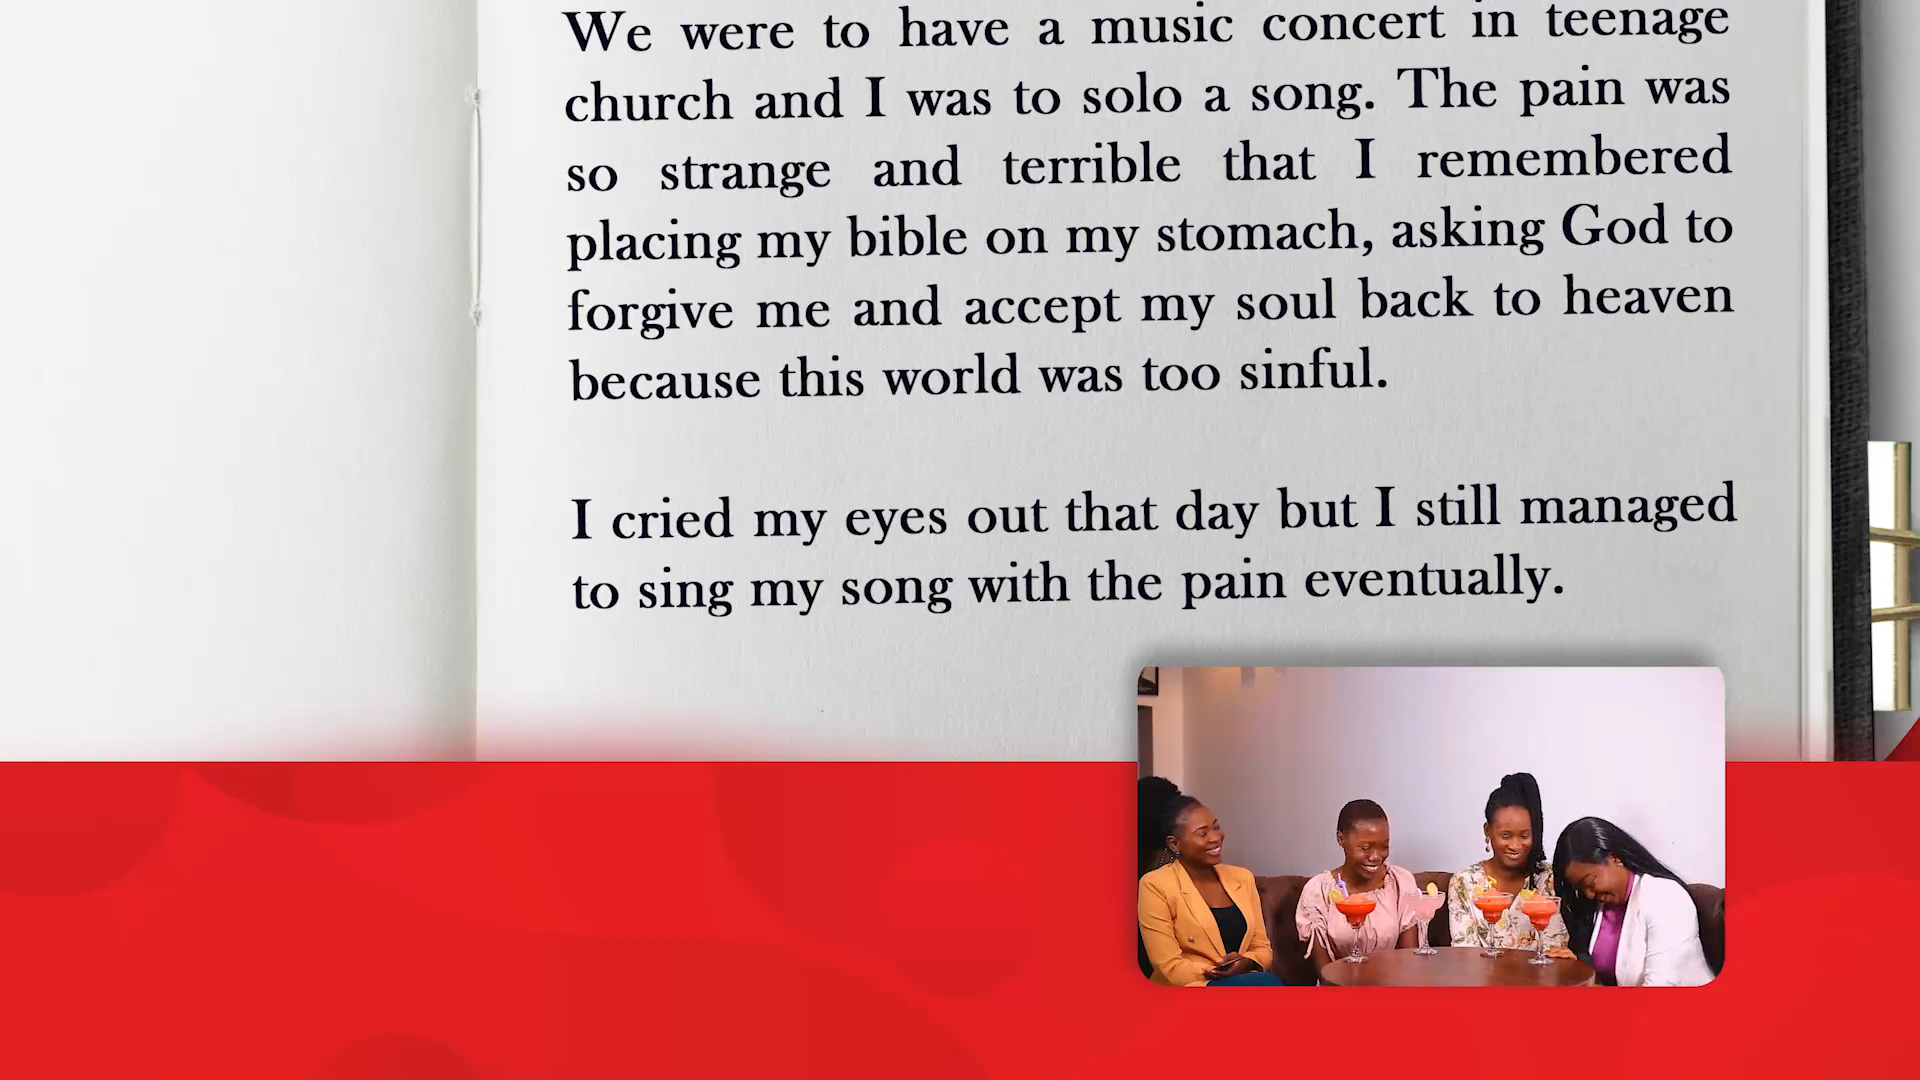 We were to have a music concert in teenage
church and I was to solo a song. The pain was
so strange and terrible that I remembered
placing my bible on my stomach, asking God to
forgive me and accept my soul back to heaven
because this world was too sinful.
I cried my eyes out that day but I still managed
to sing my song with the pain eventually.